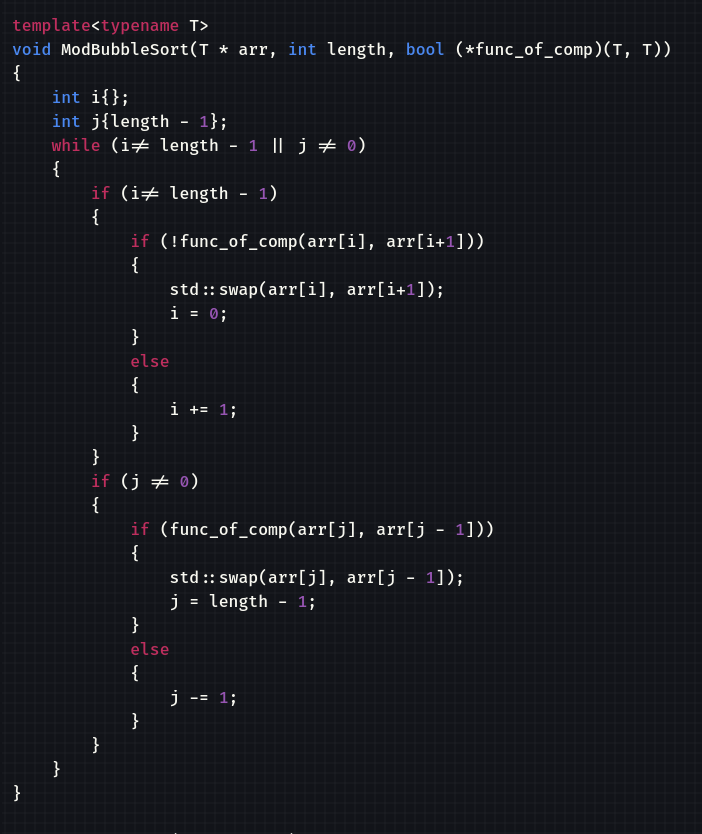 template<typename T>
void ModBubbleSort(T * arr, int length, bool (*func_of_comp)(T, T))
{
    int i{};
    int j{length - 1};
    while (i != length - 1 || j != 0)
    {
        if (i != length - 1)
        {
            if (!func_of_comp(arr[i], arr[i+1]))
            {
                std::swap(arr[i], arr[i+1]);
                i = 0;
            }
            else
            {
                i += 1;
            }
        }
        if (j != 0)
        {
            if (func_of_comp(arr[j], arr[j - 1]))
            {
                std::swap(arr[j], arr[j - 1]);
                j = length - 1;
            }
            else
            {
                j -= 1;
            }
        }
    }
}